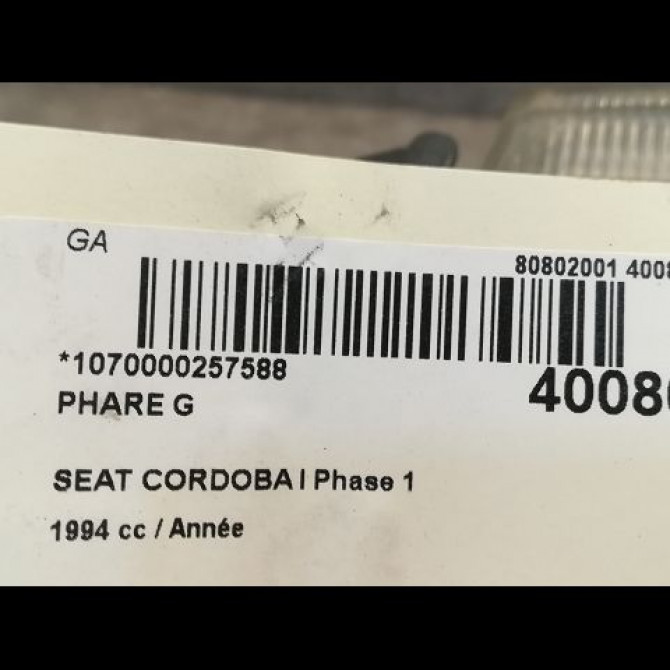 GA
80802001 4008
*1070000257588
4008
PHARE G
SEAT CORDOBA I Phase 1
1994 cc / Année